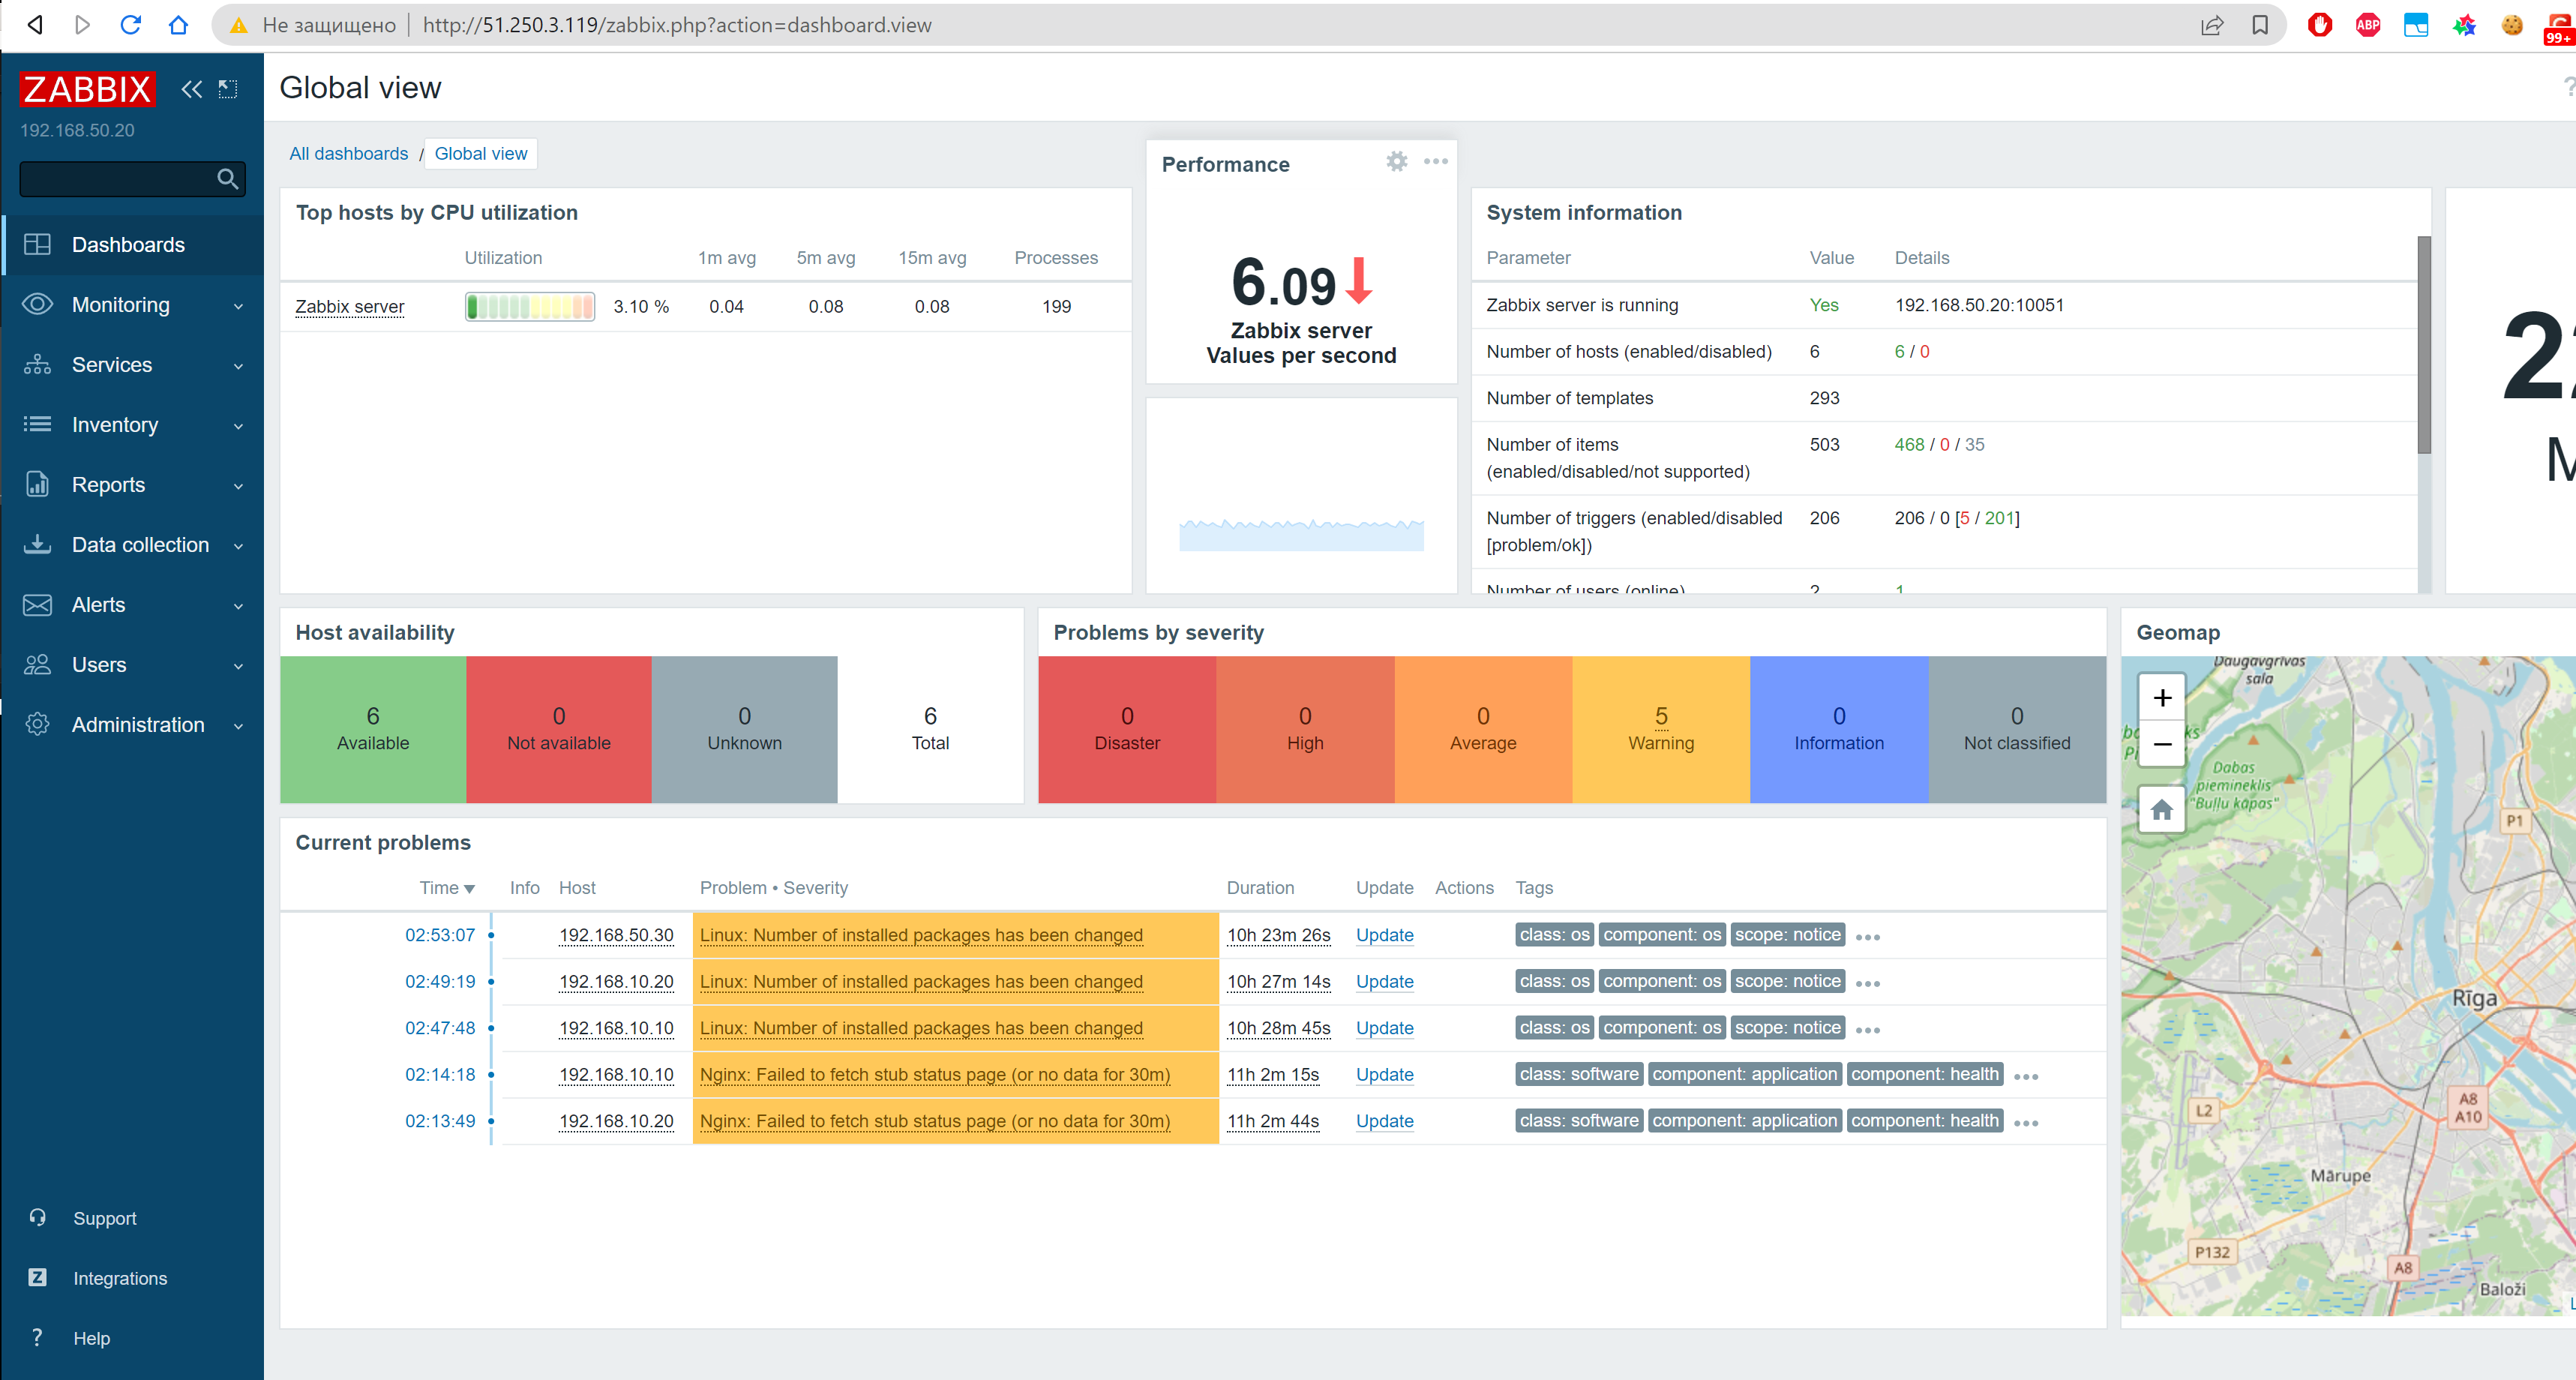 Не защищено http://51.250.3.119/zabbix.php?action=dashboard.view
ABP
99+
ZABBIX
192.168.50.20
Dashboards
Monitoring
Services
Inventory
Reports
Data collection
Alerts
Users
Administration
Support
Integrations
Help
Global view
?
All dashboards / Global view
Top hosts by CPU utilization
Utilization 1m avg 5m avg 15m avg Processes
Zabbix server 3.10 % 0.04 0.08 0.08 199
Performance
6.09
Zabbix server
Values per second
System information
Parameter Value Details
Zabbix server is running Yes 192.168.50.20:10051
Number of hosts (enabled/disabled) 6 6 / 0
Number of templates 293
Number of items
(enabled/disabled/not supported) 503 468 / 0 / 35
Number of triggers (enabled/disabled
[problem/ok]) 206 206 / 0 [5 / 201]
Number of users (online) 2 1
Host availability
6 Available
0 Not available
0 Unknown
6 Total
Problems by severity
0 Disaster
0 High
0 Average
5 Warning
0 Information
0 Not classified
Current problems
Time Info Host Problem • Severity Duration Update Actions Tags
02:53:07 192.168.50.30 Linux: Number of installed packages has been changed 10h 23m 26s Update class: os component: os scope: notice
02:49:19 192.168.10.20 Linux: Number of installed packages has been changed 10h 27m 14s Update class: os component: os scope: notice
02:47:48 192.168.10.10 Linux: Number of installed packages has been changed 10h 28m 45s Update class: os component: os scope: notice
02:14:18 192.168.10.10 Nginx: Failed to fetch stub status page (or no data for 30m) 11h 2m 15s Update class: software component: application component: health
02:13:49 192.168.10.20 Nginx: Failed to fetch stub status page (or no data for 30m) 11h 2m 44s Update class: software component: application component: health
Geomap
+
−
Daugavgrīvas
sala
Dabas
piemineklis
"Buļļu kāpas"
P1
Rīga
L2
A8
A10
Mārupe
P132
A8
Baloži